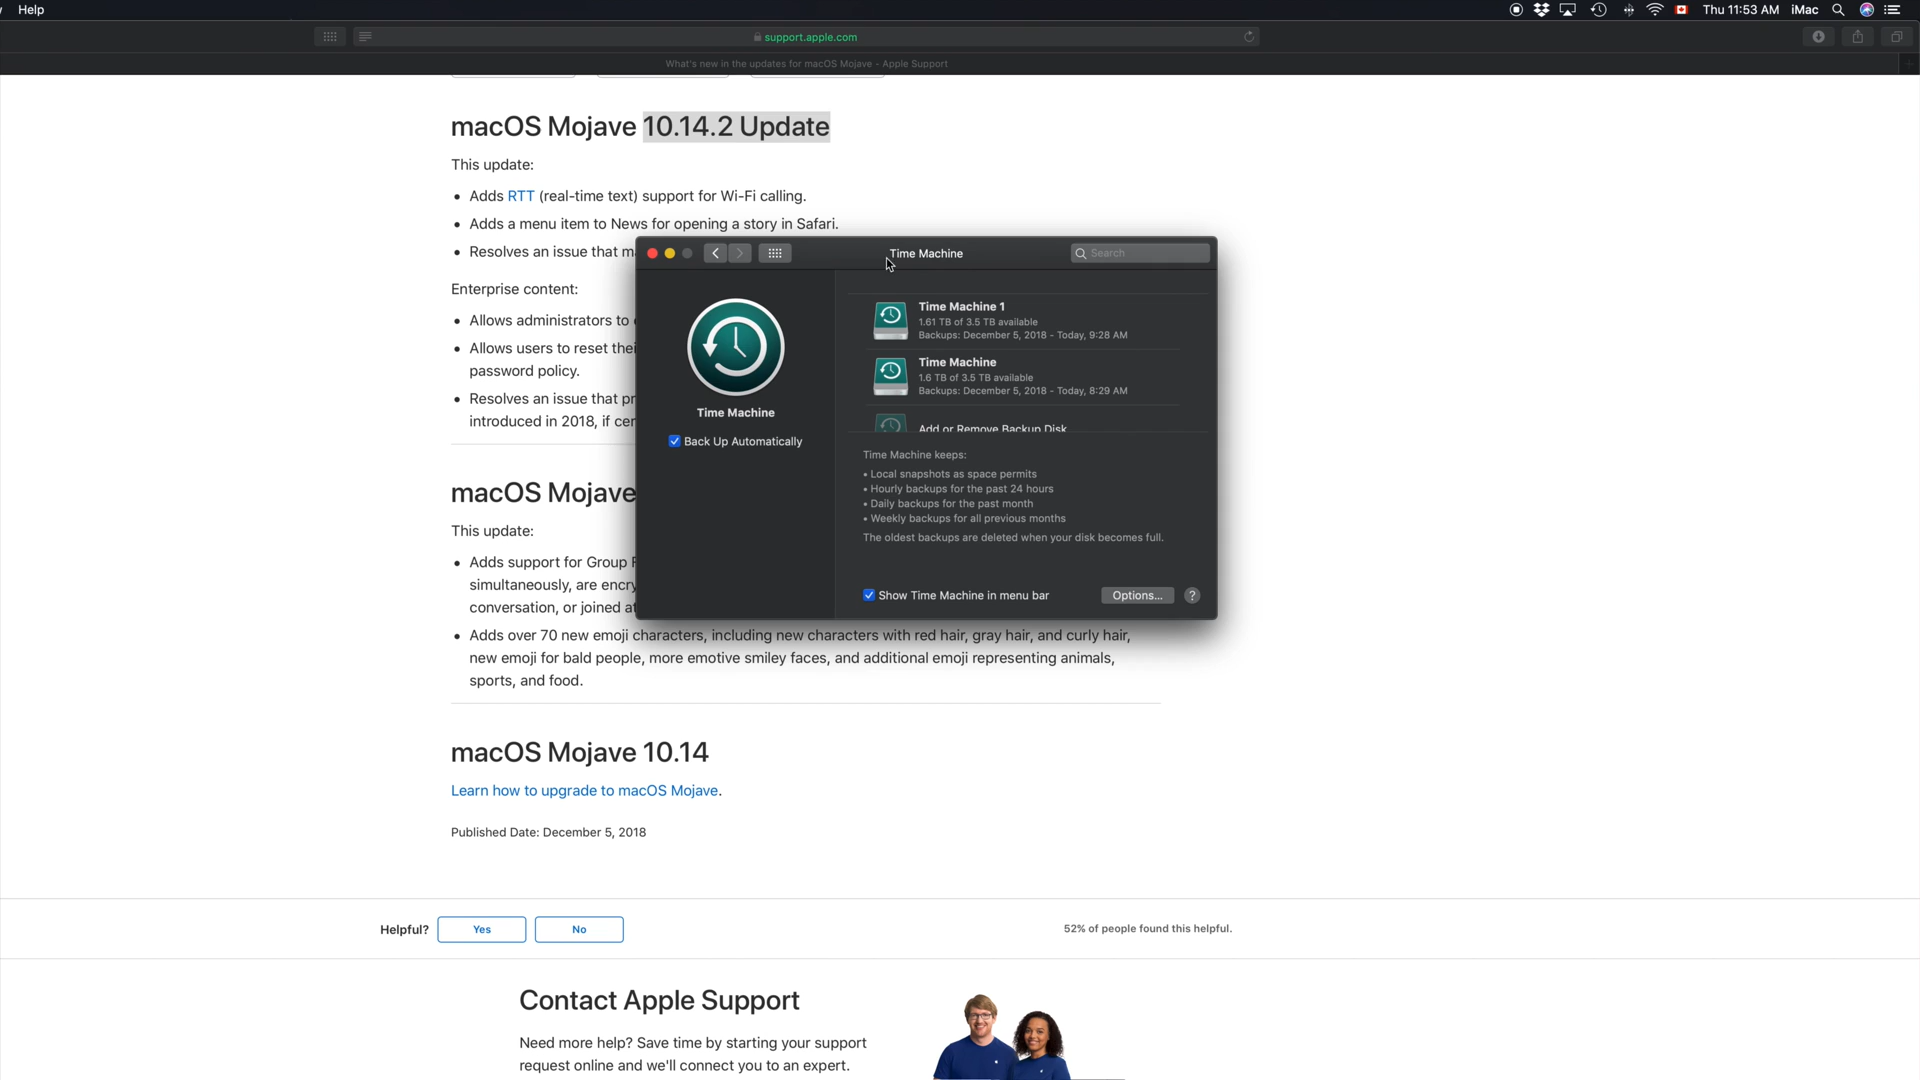 Help
Thu 11:53 AM iMac
support.apple.com
What's new in the updates for macOS Mojave - Apple Support
macOS Mojave 10.14.2 Update
This update:
• Adds RTT (real-time text) support for Wi-Fi calling.
• Adds a menu item to News for opening a story in Safari.
• Resolves an issue that m
Enterprise content:
• Allows administrators to
• Allows users to reset thei
password policy.
• Resolves an issue that pr
introduced in 2018, if cer
macOS Mojave
This update:
• Adds support for Group F
simultaneously, are encry
conversation, or joined at
• Adds over 70 new emoji characters, including new characters with red hair, gray hair, and curly hair,
new emoji for bald people, more emotive smiley faces, and additional emoji representing animals,
sports, and food.
macOS Mojave 10.14
Learn how to upgrade to macOS Mojave.
Published Date: December 5, 2018
Helpful? Yes No
52% of people found this helpful.
Contact Apple Support
Need more help? Save time by starting your support
request online and we'll connect you to an expert.
Time Machine
Search
Time Machine
Back Up Automatically
Time Machine 1
1.61 TB of 3.5 TB available
Backups: December 5, 2018 - Today, 9:28 AM
Time Machine
1.6 TB of 3.5 TB available
Backups: December 5, 2018 - Today, 8:29 AM
Add or Remove Backup Disk
Time Machine keeps:
• Local snapshots as space permits
• Hourly backups for the past 24 hours
• Daily backups for the past month
• Weekly backups for all previous months
The oldest backups are deleted when your disk becomes full.
Show Time Machine in menu bar
Options... ?